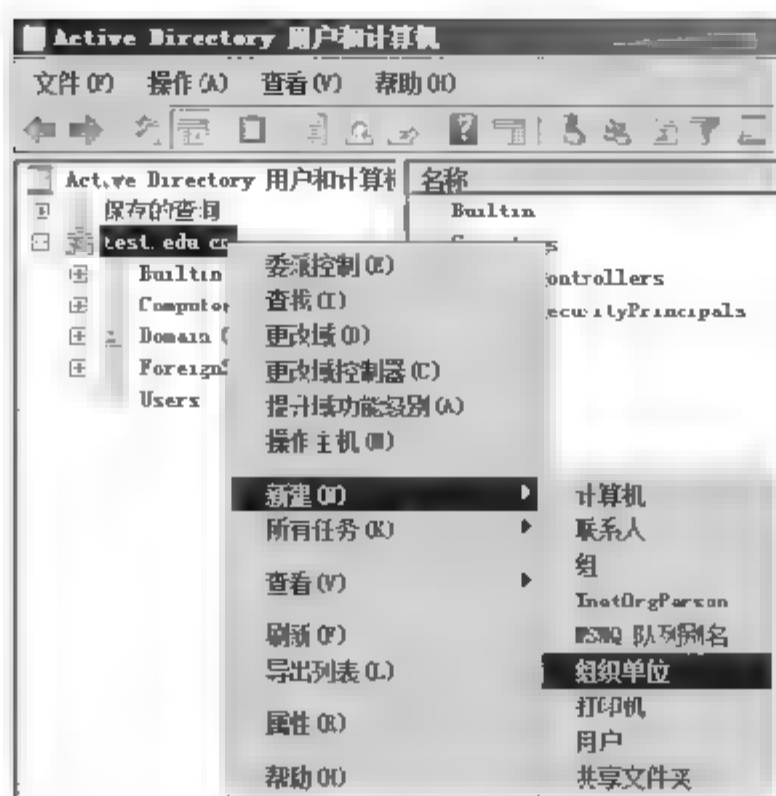 Active Directory 用户和计算机
文件(F) 操作(A) 查看(V) 帮助(H)
Active Directory 用户和计算机 名称
保存的查询 Builtin
test.edu.cn
Builtin
Computer
Domain C
ForeignS
Users
ontrollers
ecurityPrincipals
委派控制(E)
查找(I)
更改域(D)
更改域控制器(C)
提升域功能级别(A)
操作主机(M)
新建(N)
所有任务(K)
查看(V)
刷新(F)
导出列表(L)
属性(R)
帮助(H)
计算机
联系人
组
InetOrgPerson
MSMQ 队列别名
组织单位
打印机
用户
共享文件夹